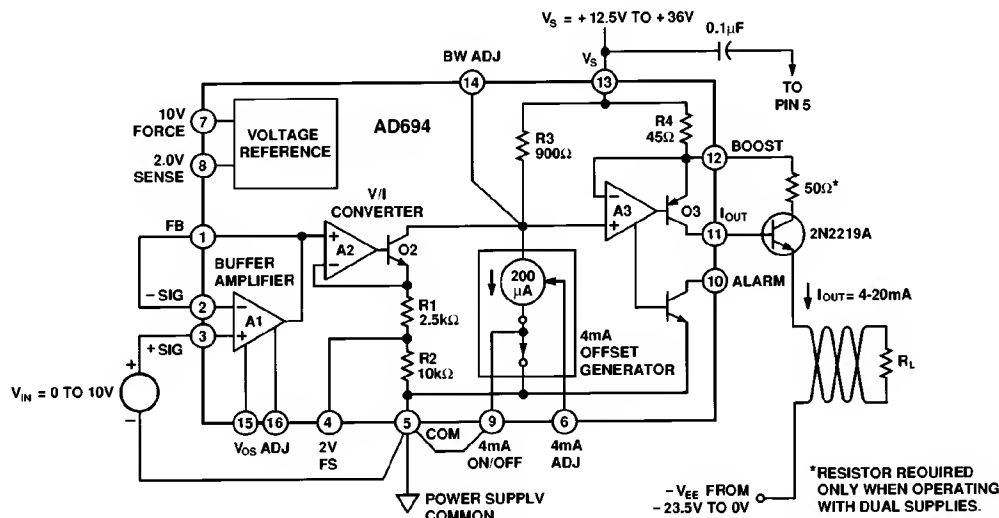 V_S = +12.5V TO +36V
0.1µF
TO
PIN 5
BW ADJ
14
V_S
13
AD694
10V
FORCE
7
2.0V
SENSE
8
VOLTAGE
REFERENCE
R3
900Ω
R4
45Ω
12
BOOST
50Ω*
V/I
CONVERTER
A2
O2
A3
O3
I_OUT
11
2N2219A
FB
1
BUFFER
AMPLIFIER
−SIG
2
A1
+SIG
3
R1
2.5kΩ
R2
10kΩ
200
µA
4mA
OFFSET
GENERATOR
10
ALARM
I_OUT = 4-20mA
R_L
V_IN = 0 TO 10V
15
16
4
5
9
6
V_OS ADJ
2V
FS
COM
4mA
ON/OFF
4mA
ADJ
POWER SUPPLV
COMMON
−V_EE FROM
−23.5V TO 0V
*RESISTOR REQUIRED
ONLY WHEN OPERATING
WITH DUAL SUPPLIES.